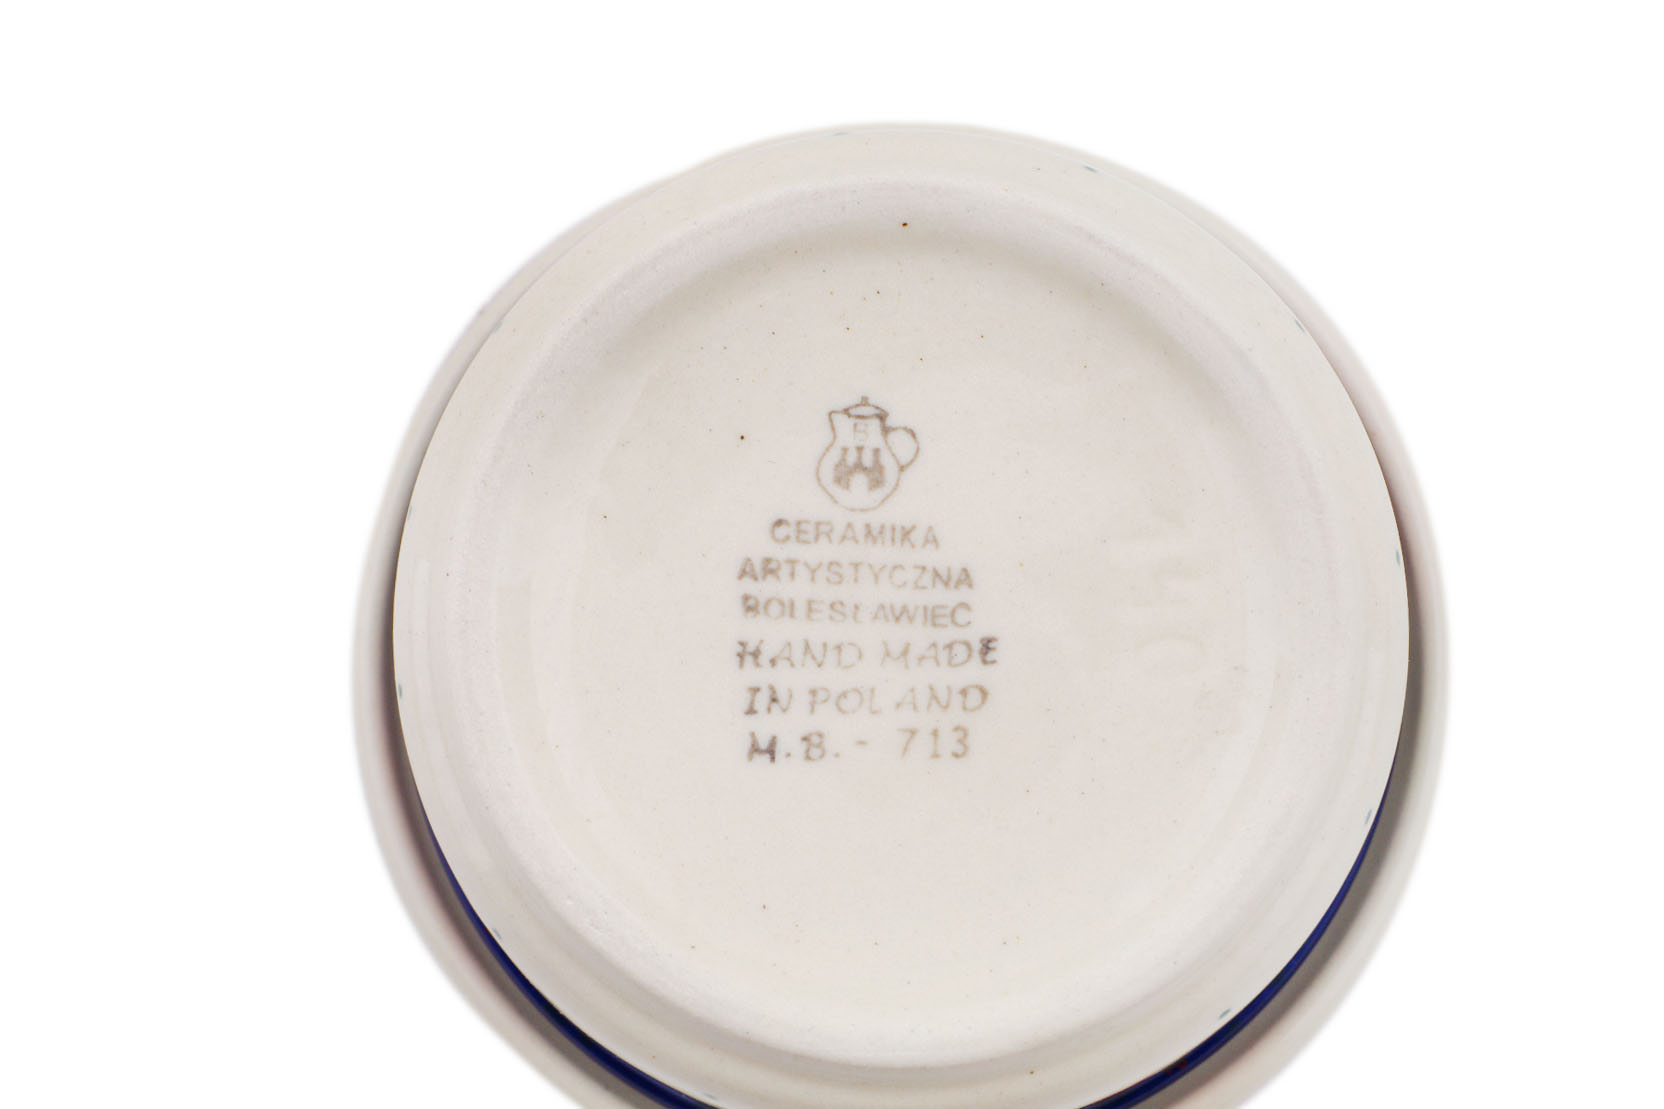 B
CERAMIKA
ARTYSTYCZNA
BOLESŁAWIEC
HAND MADE
IN POLAND
M.B.- 713